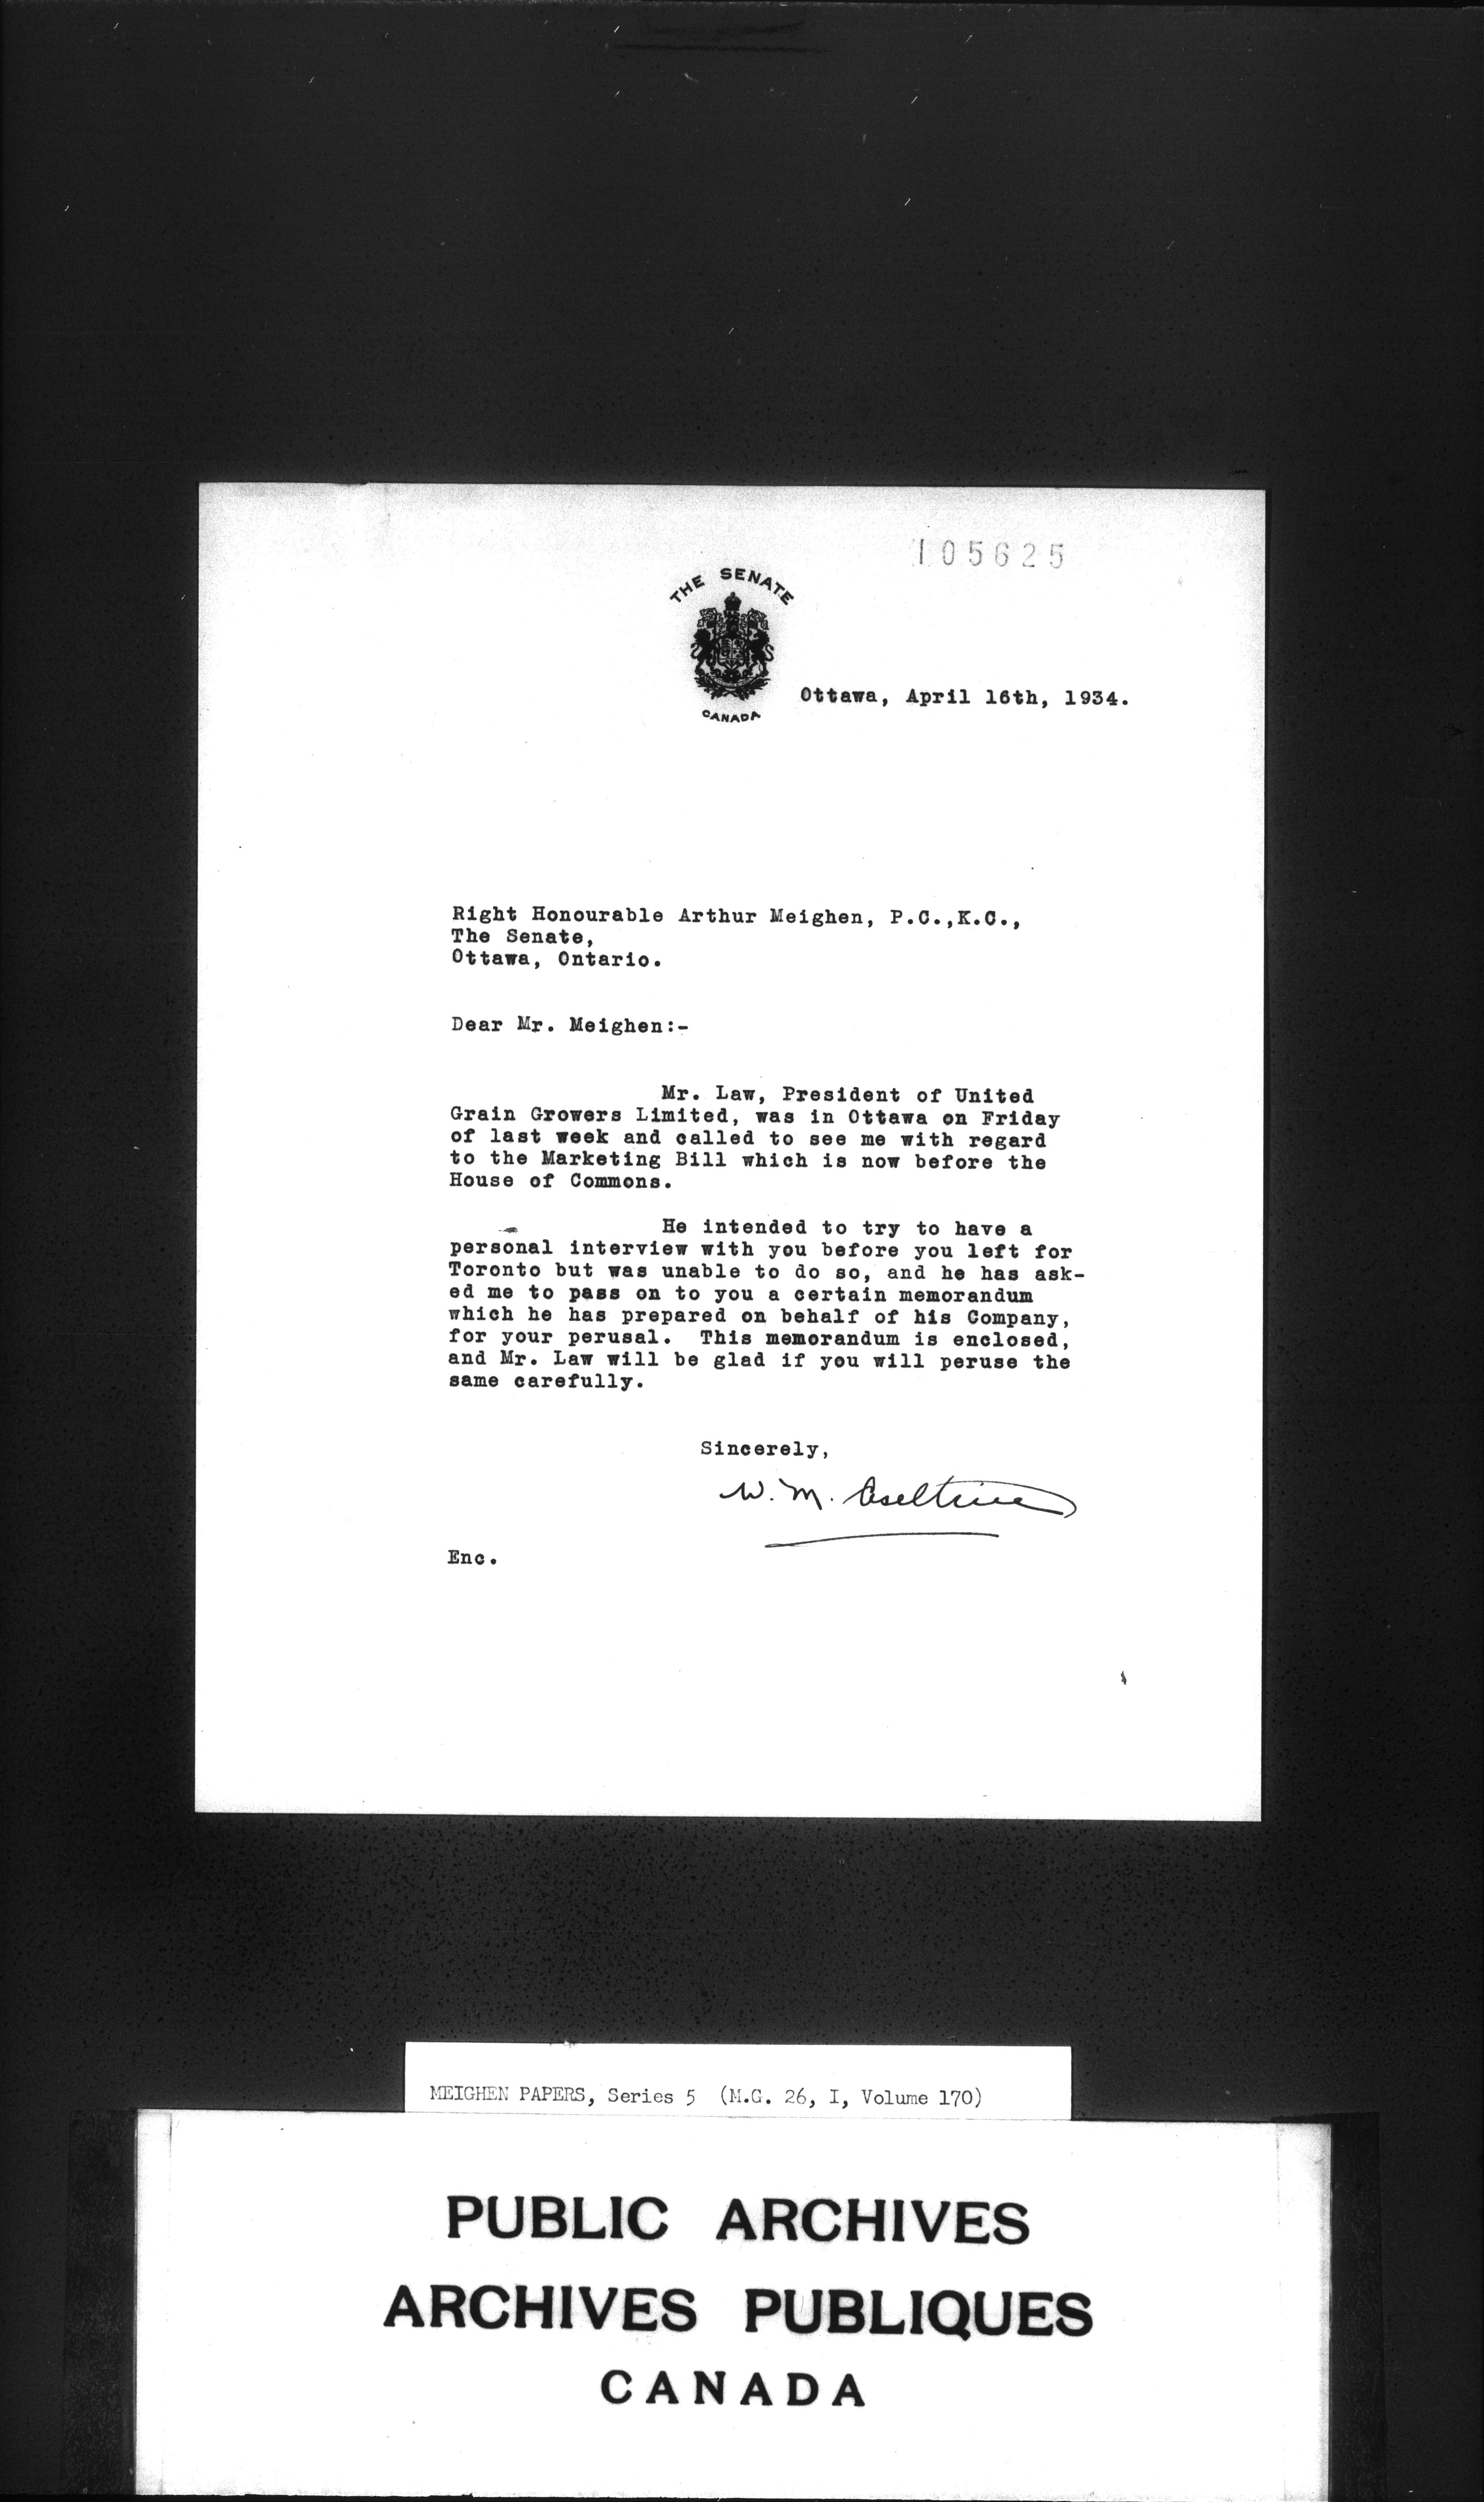 105625
THE SENATE
CANADA
Ottawa, April 16th, 1934.
Right Honourable Arthur Meighen, P.C.,K.C.,
The Senate,
Ottawa, Ontario.
Dear Mr. Meighen:-
Mr. Law, President of United
Grain Growers Limited, was in Ottawa on Friday
of last week and called to see me with regard
to the Marketing Bill which is now before the
House of Commons.
He intended to try to have a
personal interview with you before you left for
Toronto but was unable to do so, and he has ask-
ed me to pass on to you a certain memorandum
which he has prepared on behalf of his Company,
for your perusal. This memorandum is enclosed,
and Mr. Law will be glad if you will peruse the
same carefully.
Sincerely,
W. M. Aseltine
Enc.
MEIGHEN PAPERS, Series 5 (M.G. 26, I, Volume 170)
PUBLIC ARCHIVES
ARCHIVES PUBLIQUES
CANADA